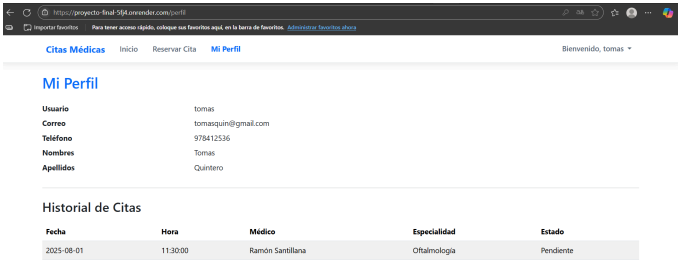 https://proyecto-final-5fj4.onrender.com/perfil
Importar favoritos Para tener acceso rápido, coloque sus favoritos aquí, en la barra de favoritos. Administrar favoritos ahora
Citas Médicas Inicio Reservar Cita Mi Perfil Bienvenido, tomas
Mi Perfil
Usuario tomas
Correo tomasquin@gmail.com
Teléfono 978412536
Nombres Tomas
Apellidos Quintero
Historial de Citas
Fecha Hora Médico Especialidad Estado
2025-08-01 11:30:00 Ramón Santillana Oftalmología Pendiente